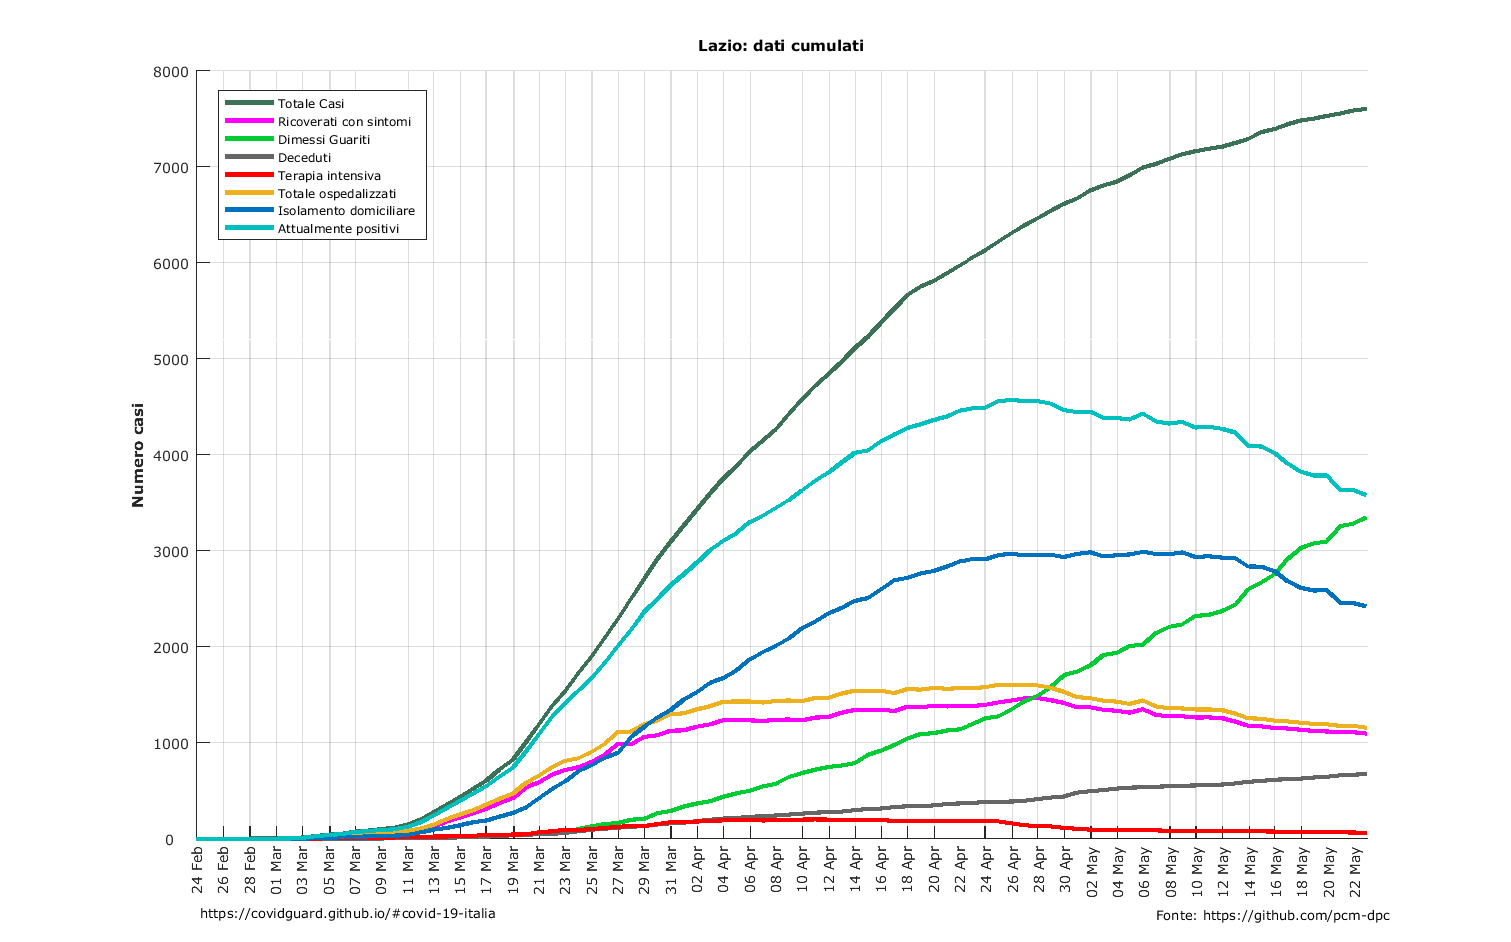 Lazio: dati cumulati
Numero casi
8000
7000
6000
5000
4000
3000
2000
1000
0
Totale Casi
Ricoverati con sintomi
Dimessi Guariti
Deceduti
Terapia intensiva
Totale ospedalizzati
Isolamento domiciliare
Attualmente positivi
24 Feb
26 Feb
28 Feb
01 Mar
03 Mar
05 Mar
07 Mar
09 Mar
11 Mar
13 Mar
15 Mar
17 Mar
19 Mar
21 Mar
23 Mar
25 Mar
27 Mar
29 Mar
31 Mar
02 Apr
04 Apr
06 Apr
08 Apr
10 Apr
12 Apr
14 Apr
16 Apr
18 Apr
20 Apr
22 Apr
24 Apr
26 Apr
28 Apr
30 Apr
02 May
04 May
06 May
08 May
10 May
12 May
14 May
16 May
18 May
20 May
22 May
https://covidguard.github.io/#covid-19-italia
Fonte: https://github.com/pcm-dpc